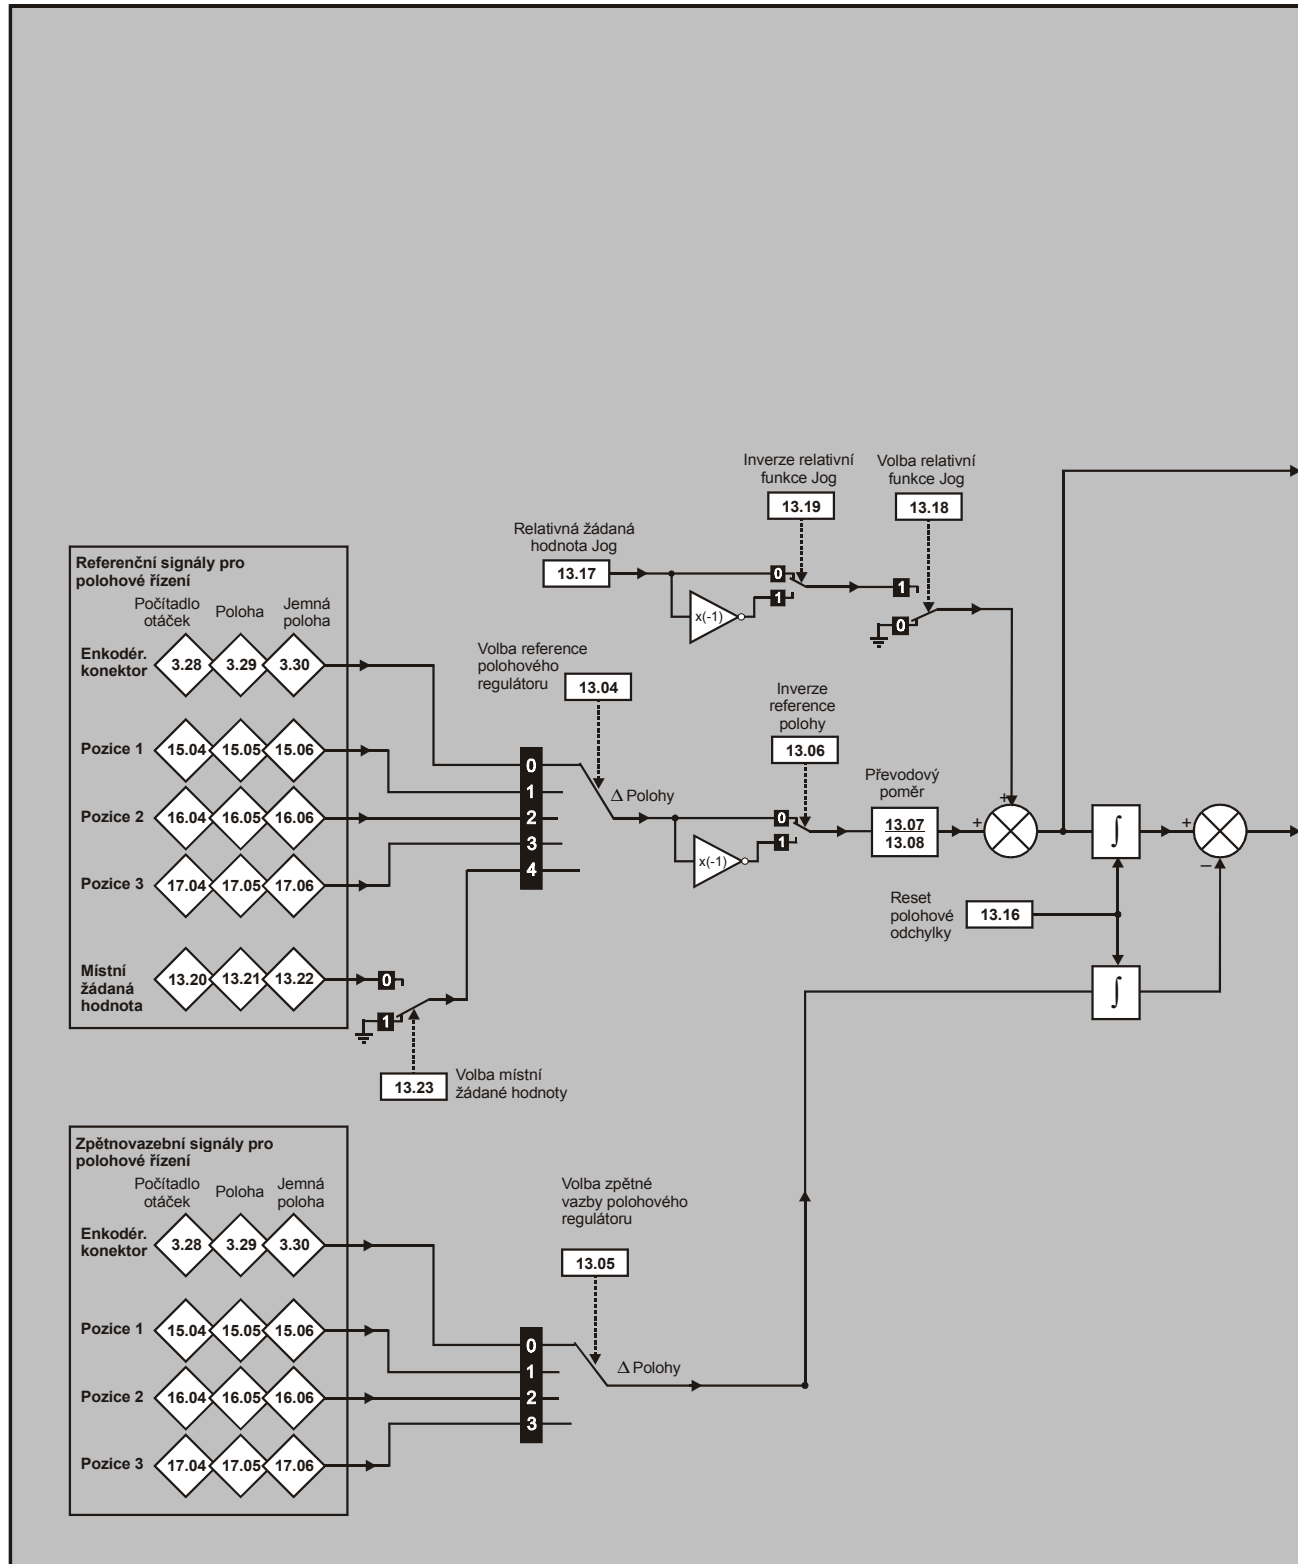 Inverze relativní
funkce Jog
13.19
Volba relativní
funkce Jog
13.18
Relativná žádaná
hodnota Jog
13.17
0
1
x(-1)
1
0
Referenční signály pro
polohové řízení
Počítadlo
otáček
Poloha
Jemná
poloha
Enkodér.
konektor
3.28 3.29 3.30
Pozice 1
15.04 15.05 15.06
Pozice 2
16.04 16.05 16.06
Pozice 3
17.04 17.05 17.06
Místní
žádaná
hodnota
13.20 13.21 13.22
0
1
13.23
Volba místní
žádané hodnoty
Volba reference
polohového
regulátoru
13.04
0
1
2
3
4
Δ Polohy
Inverze
reference
polohy
13.06
0
1
x(-1)
Převodový
poměr
13.07
13.08
+
+
∫
+
–
Reset
polohové
odchylky
13.16
∫
Zpětnovazební signály pro
polohové řízení
Počítadlo
otáček
Poloha
Jemná
poloha
Enkodér.
konektor
3.28 3.29 3.30
Pozice 1
15.04 15.05 15.06
Pozice 2
16.04 16.05 16.06
Pozice 3
17.04 17.05 17.06
Volba zpětné
vazby polohového
regulátoru
13.05
0
1
2
3
Δ Polohy